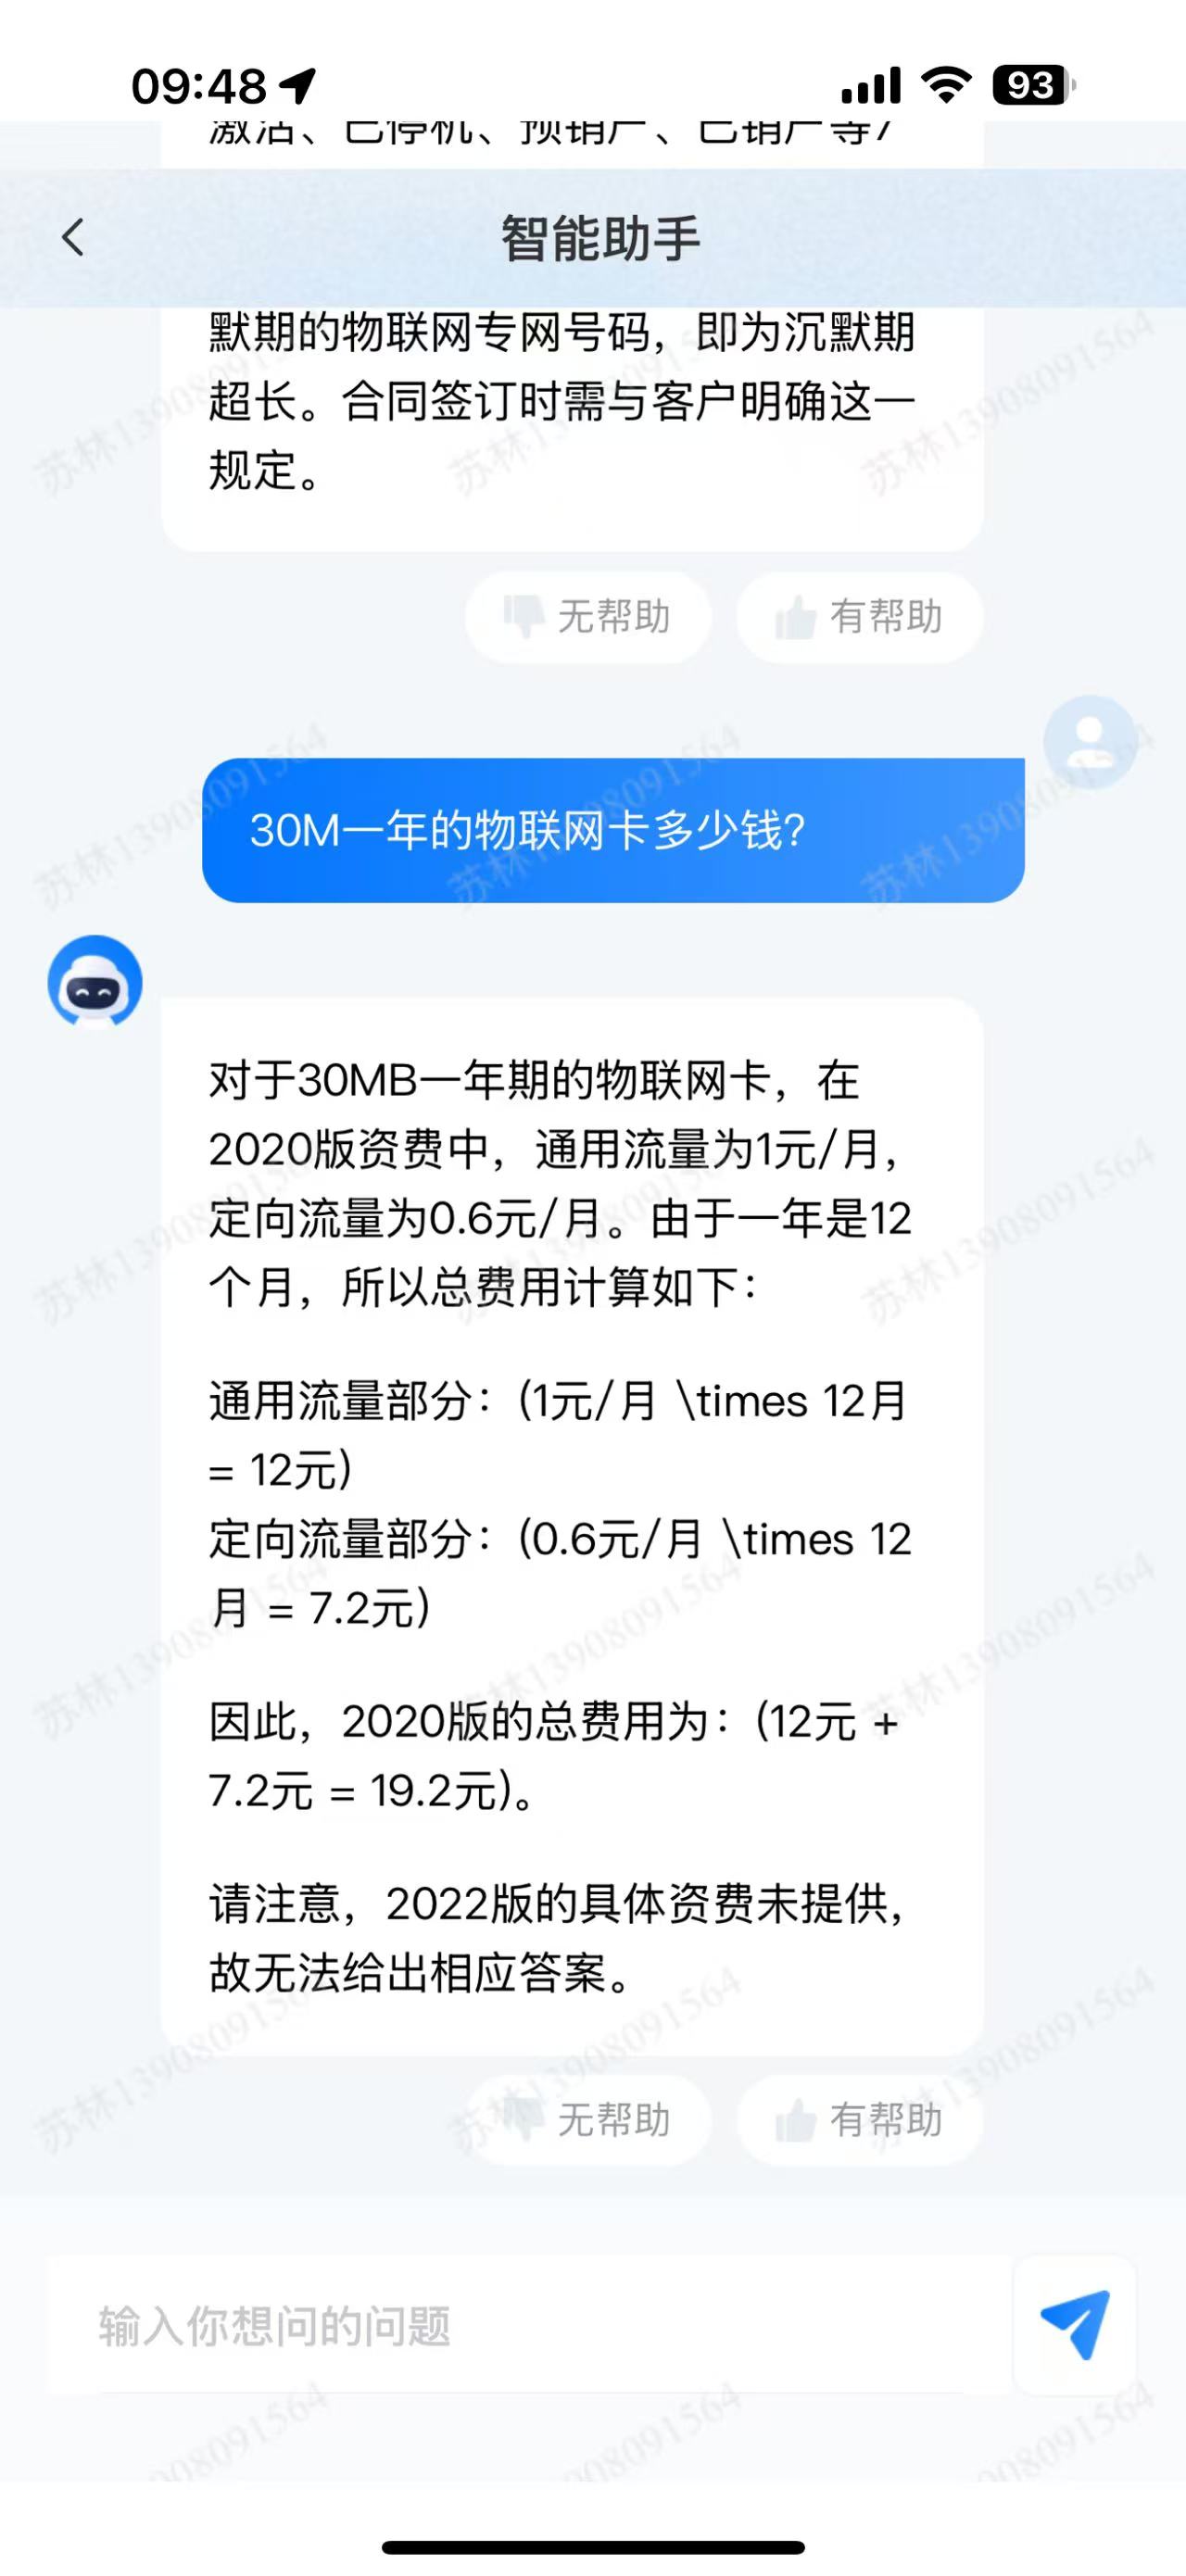 09:48
93
激活、已停机、预销户、已销户等7
智能助手
默期的物联网专网号码，即为沉默期
超长。合同签订时需与客户明确这一
规定。
无帮助
有帮助
30M一年的物联网卡多少钱？
对于30MB一年期的物联网卡，在
2020版资费中，通用流量为1元/月，
定向流量为0.6元/月。由于一年是12
个月，所以总费用计算如下：
通用流量部分：(1元/月 \times 12月
= 12元)
定向流量部分：(0.6元/月 \times 12
月 = 7.2元)
因此，2020版的总费用为：(12元 +
7.2元 = 19.2元)。
请注意，2022版的具体资费未提供，
故无法给出相应答案。
无帮助
有帮助
输入你想问的问题
苏林13908091564